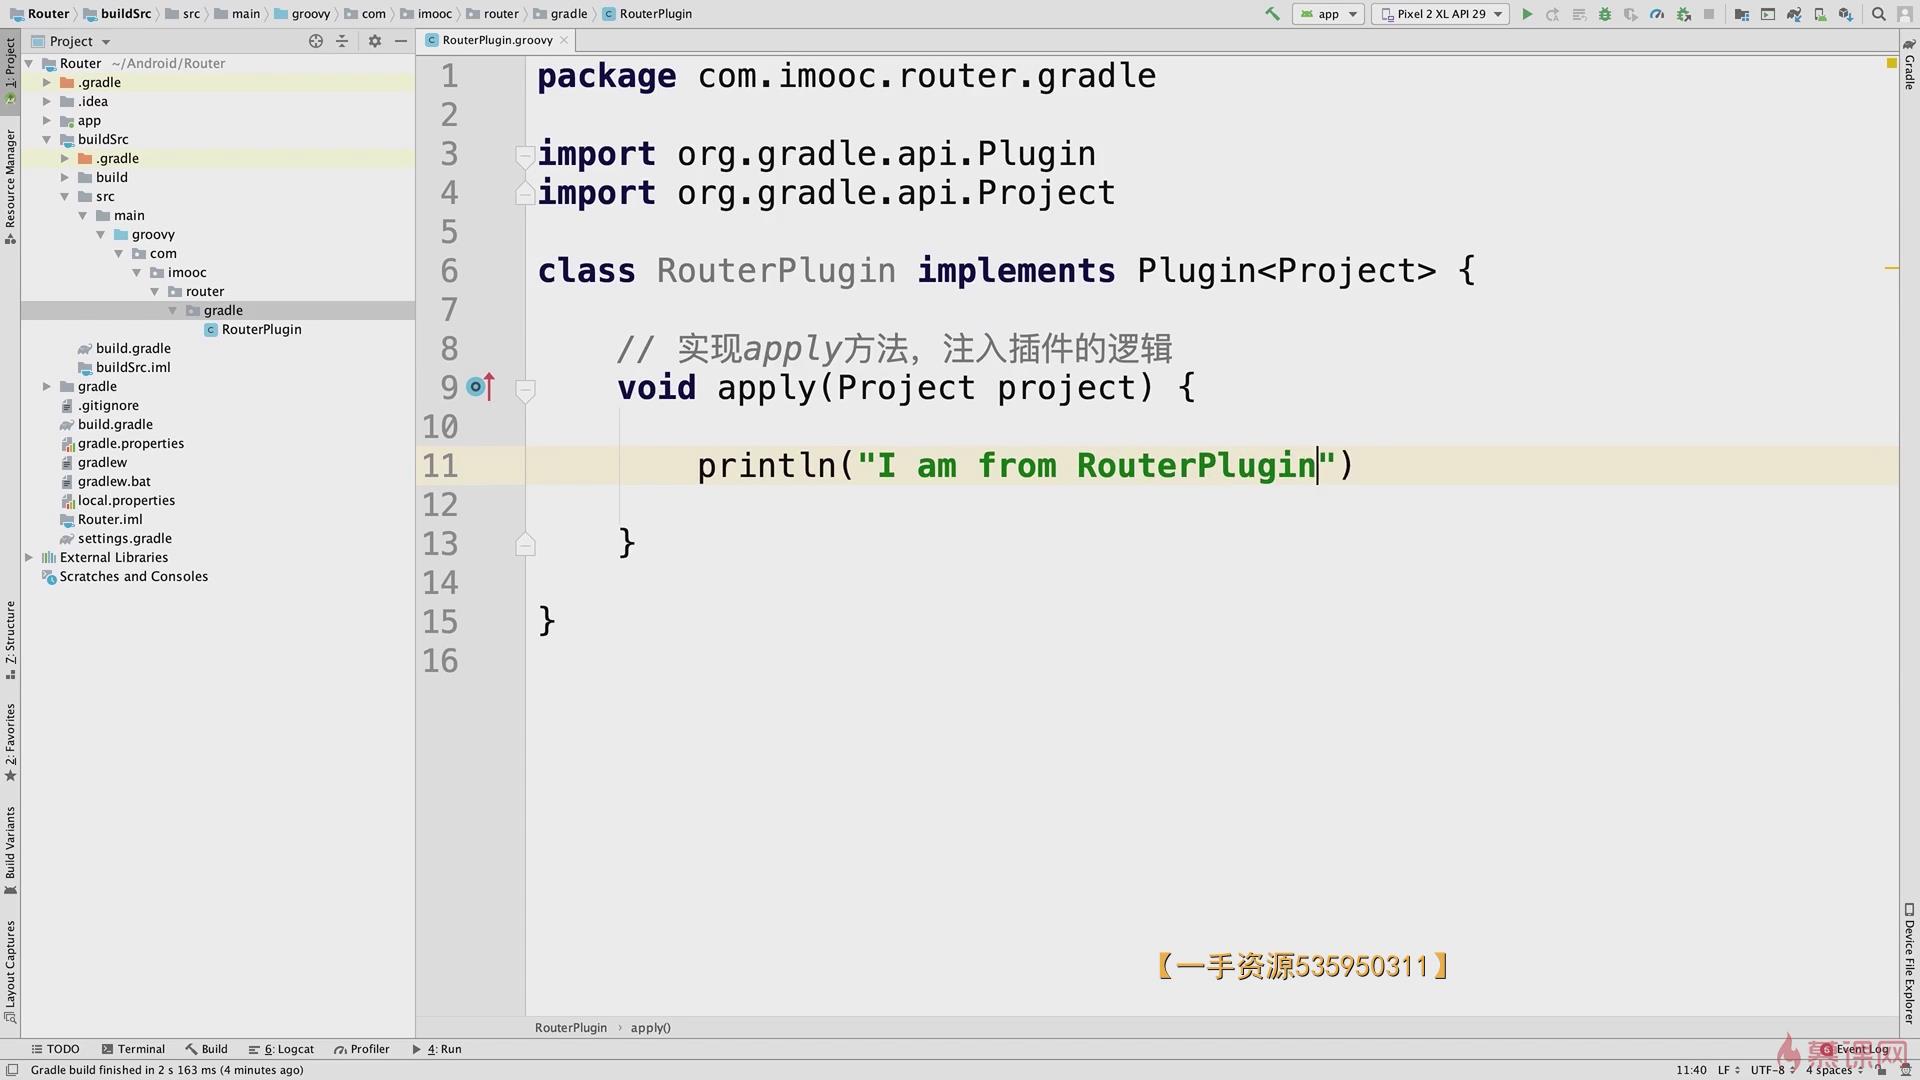 Router buildSrc src main groovy com imooc router gradle RouterPlugin
app Pixel 2 XL API 29
Project
RouterPlugin.groovy
1: Project
Resource Manager
Z: Structure
2: Favorites
Build Variants
Layout Captures
Router ~/Android/Router
.gradle
.idea
app
buildSrc
.gradle
build
src
main
groovy
com
imooc
router
gradle
RouterPlugin
build.gradle
buildSrc.iml
gradle
.gitignore
build.gradle
gradle.properties
gradlew
gradlew.bat
local.properties
Router.iml
settings.gradle
External Libraries
Scratches and Consoles
1 package com.imooc.router.gradle
2
3 import org.gradle.api.Plugin
4 import org.gradle.api.Project
5
6 class RouterPlugin implements Plugin<Project> {
7
8 // 实现apply方法，注入插件的逻辑
9 void apply(Project project) {
10
11 println("I am from RouterPlugin")
12
13 }
14
15 }
16
Gradle
Device File Explorer
【一手资源535950311】
RouterPlugin › apply()
TODO Terminal Build 6: Logcat Profiler 4: Run
6 Event Log
慕课网
Gradle build finished in 2 s 163 ms (4 minutes ago)
11:40 LF UTF-8 4 spaces